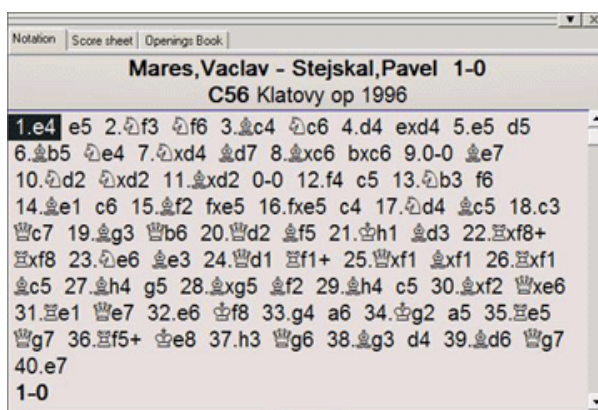 Notation Score sheet Openings Book
Mares,Vaclav - Stejskal,Pavel 1-0
C56 Klatovy op 1996
1.e4 e5 2.♘f3 ♘f6 3.♗c4 ♘c6 4.d4 exd4 5.e5 d5
6.♗b5 ♘e4 7.♘xd4 ♗d7 8.♗xc6 bxc6 9.0-0 ♗e7
10.♘d2 ♘xd2 11.♗xd2 0-0 12.f4 c5 13.♘b3 f6
14.♗e1 c6 15.♗f2 fxe5 16.fxe5 c4 17.♘d4 ♗c5 18.c3
♕c7 19.♗g3 ♕b6 20.♕d2 ♗f5 21.♔h1 ♗d3 22.♖xf8+
♖xf8 23.♘e6 ♗e3 24.♕d1 ♖f1+ 25.♕xf1 ♗xf1 26.♖xf1
♗c5 27.♗h4 g5 28.♗xg5 ♗f2 29.♗h4 c5 30.♗xf2 ♕xe6
31.♖e1 ♕e7 32.e6 ♔f8 33.g4 a6 34.♔g2 a5 35.♖e5
♕g7 36.♖f5+ ♔e8 37.h3 ♕g6 38.♗g3 d4 39.♗d6 ♕g7
40.e7
1-0